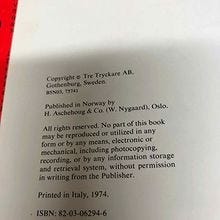 Copyright © Tre Tryckare AB.
Gothenburg, Sweden.
BSN03, 75741
Published in Norway by
H. Aschehoug & Co. (W. Nygaard), Oslo.
All rights reserved. No part of this book
may be reproduced or utilized in any
form or by any means, electronic or
mechanical, including photocopying,
recording, or by any information storage
and retrieval system, without permission
in writing from the Publisher.
Printed in Italy, 1974.
ISBN: 82-03-06294-6